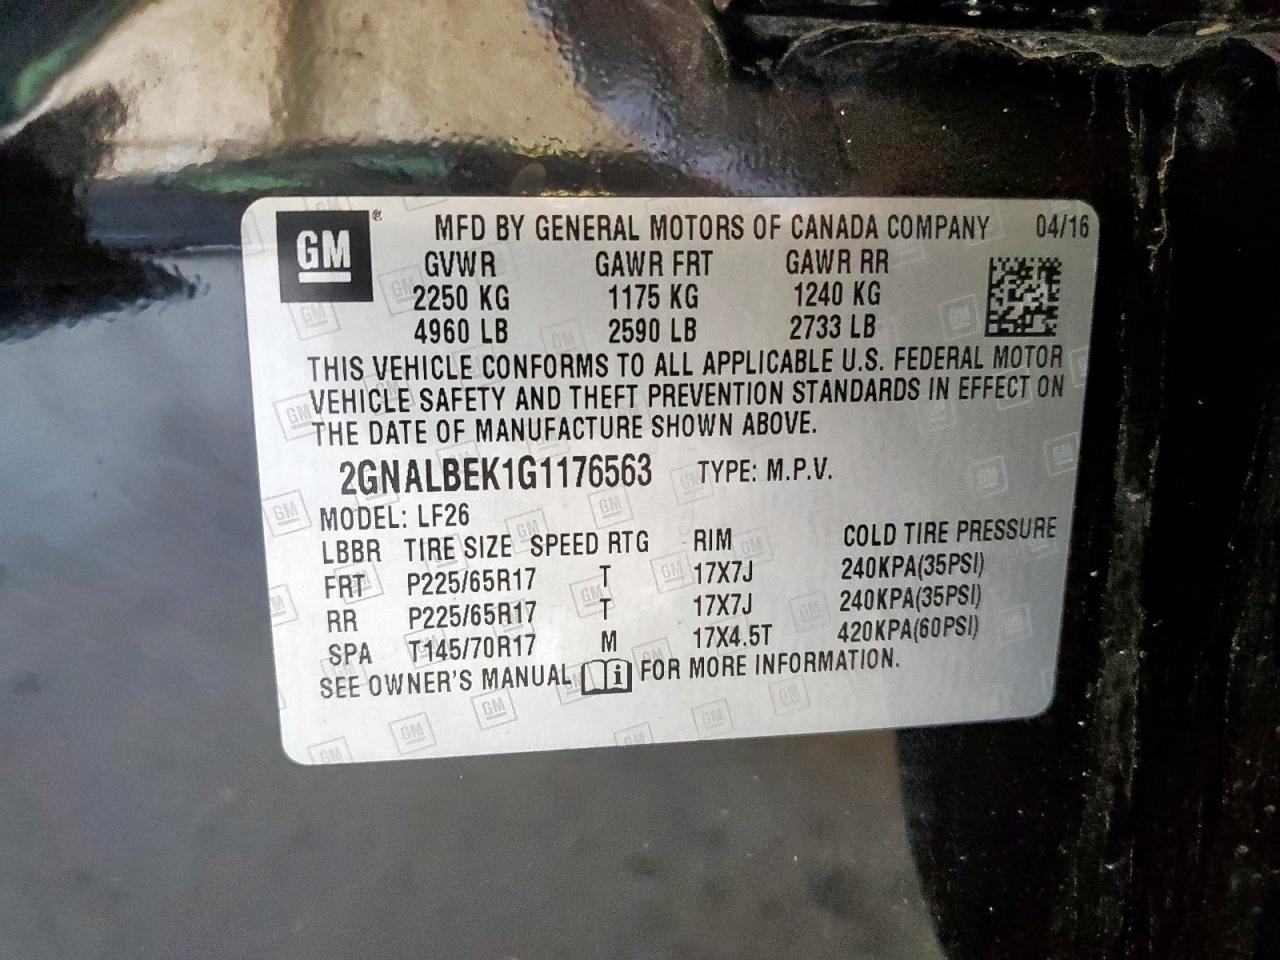 GM ® MFD BY GENERAL MOTORS OF CANADA COMPANY 04/16
GVWR GAWR FRT GAWR RR
2250 KG 1175 KG 1240 KG
4960 LB 2590 LB 2733 LB
THIS VEHICLE CONFORMS TO ALL APPLICABLE U.S. FEDERAL MOTOR
VEHICLE SAFETY AND THEFT PREVENTION STANDARDS IN EFFECT ON
THE DATE OF MANUFACTURE SHOWN ABOVE.
2GNALBEK1G1176563 TYPE: M.P.V.
MODEL: LF26
LBBR TIRE SIZE SPEED RTG RIM COLD TIRE PRESSURE
FRT P225/65R17 T 17X7J 240KPA(35PSI)
RR P225/65R17 T 17X7J 240KPA(35PSI)
SPA T145/70R17 M 17X4.5T 420KPA(60PSI)
SEE OWNER'S MANUAL i FOR MORE INFORMATION.